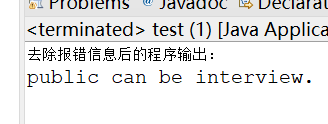 Problems @ Javadoc Declarat
<terminated> test (1) [Java Applica
去除报错信息后的程序输出：
public can be interview.